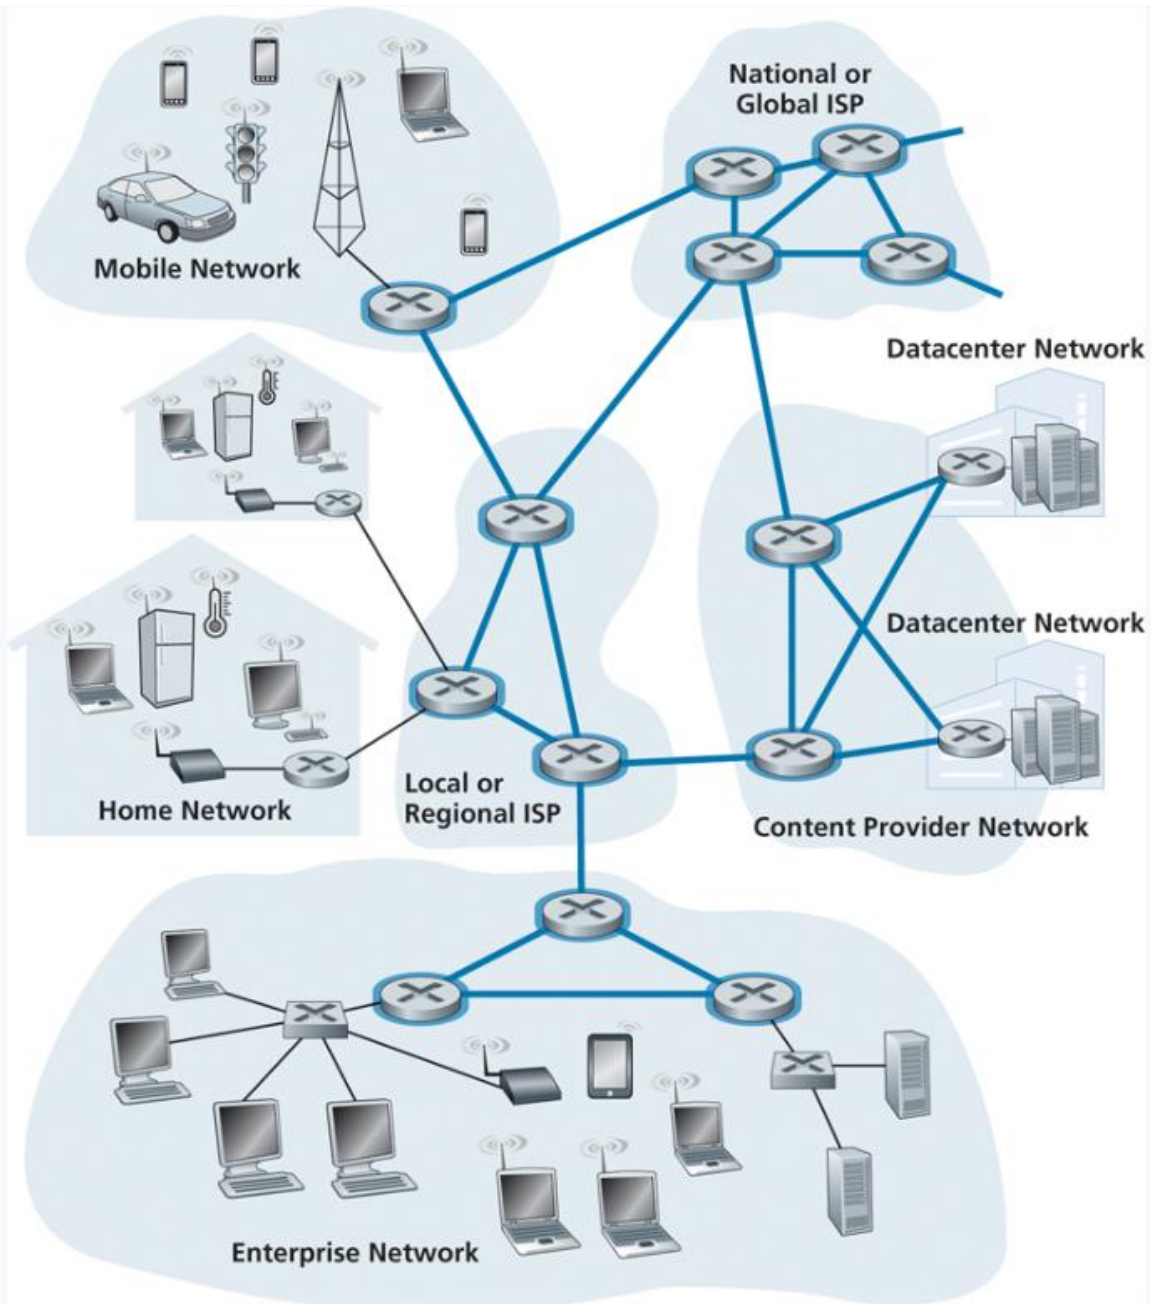 National or
Global ISP
Mobile Network
Datacenter Network
Datacenter Network
Local or
Regional ISP
Home Network
Content Provider Network
Enterprise Network